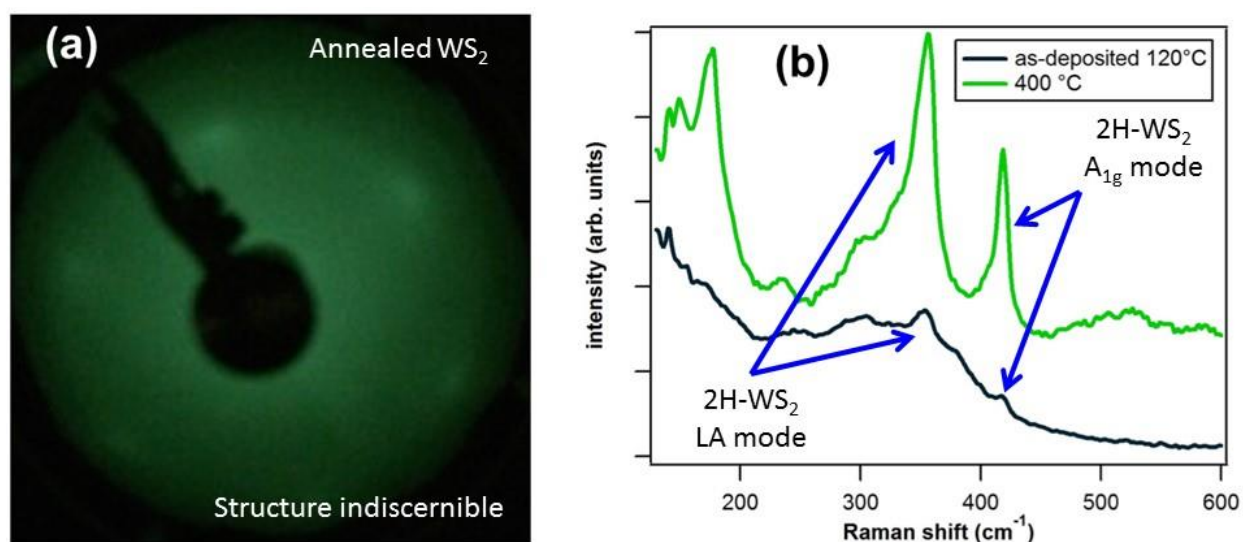 (a)
Annealed WS₂
Structure indiscernible
(b)
as-deposited 120°C
400 °C
2H-WS₂
A₁g mode
2H-WS₂
LA mode
intensity (arb. units)
200 300 400 500 600
Raman shift (cm⁻¹)